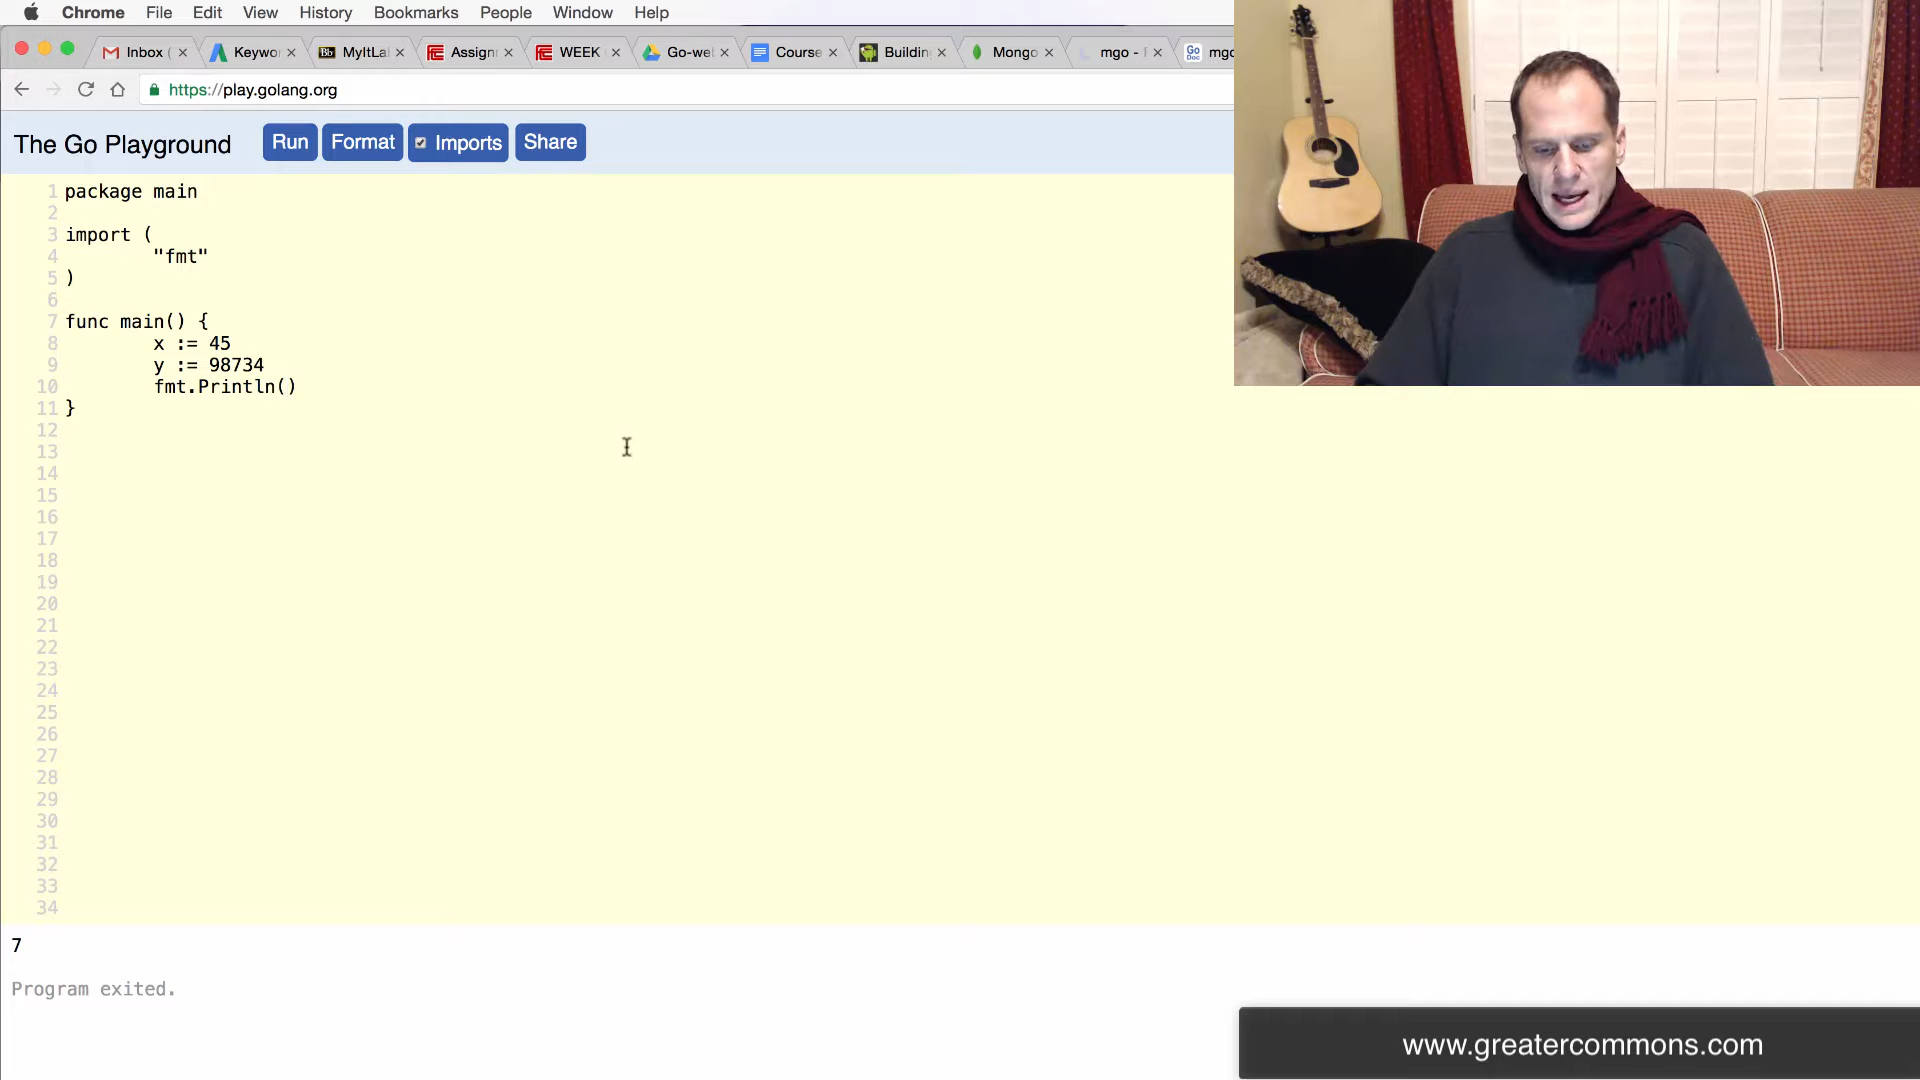 Chrome File Edit View History Bookmarks People Window Help
Inbox ( Keywo MyItLa Assign WEEK Go-we Course Building Mongo mgo - mgo
https://play.golang.org
The Go Playground Run Format Imports Share
1 package main
2
3 import (
4 "fmt"
5 )
6
7 func main() {
8 x := 45
9 y := 98734
10 fmt.Println()
11 }
12
13
14
15
16
17
18
19
20
21
22
23
24
25
26
27
28
29
30
31
32
33
34
7
Program exited.
www.greatercommons.com